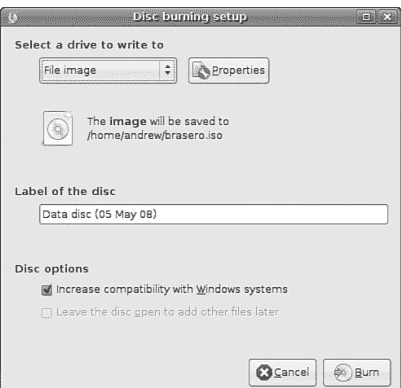 Disc burning setup
Select a drive to write to
File image
Properties
The image will be saved to
/home/andrew/brasero.iso
Label of the disc
Data disc (05 May 08)
Disc options
Increase compatibility with Windows systems
Leave the disc open to add other files later
Cancel
Burn